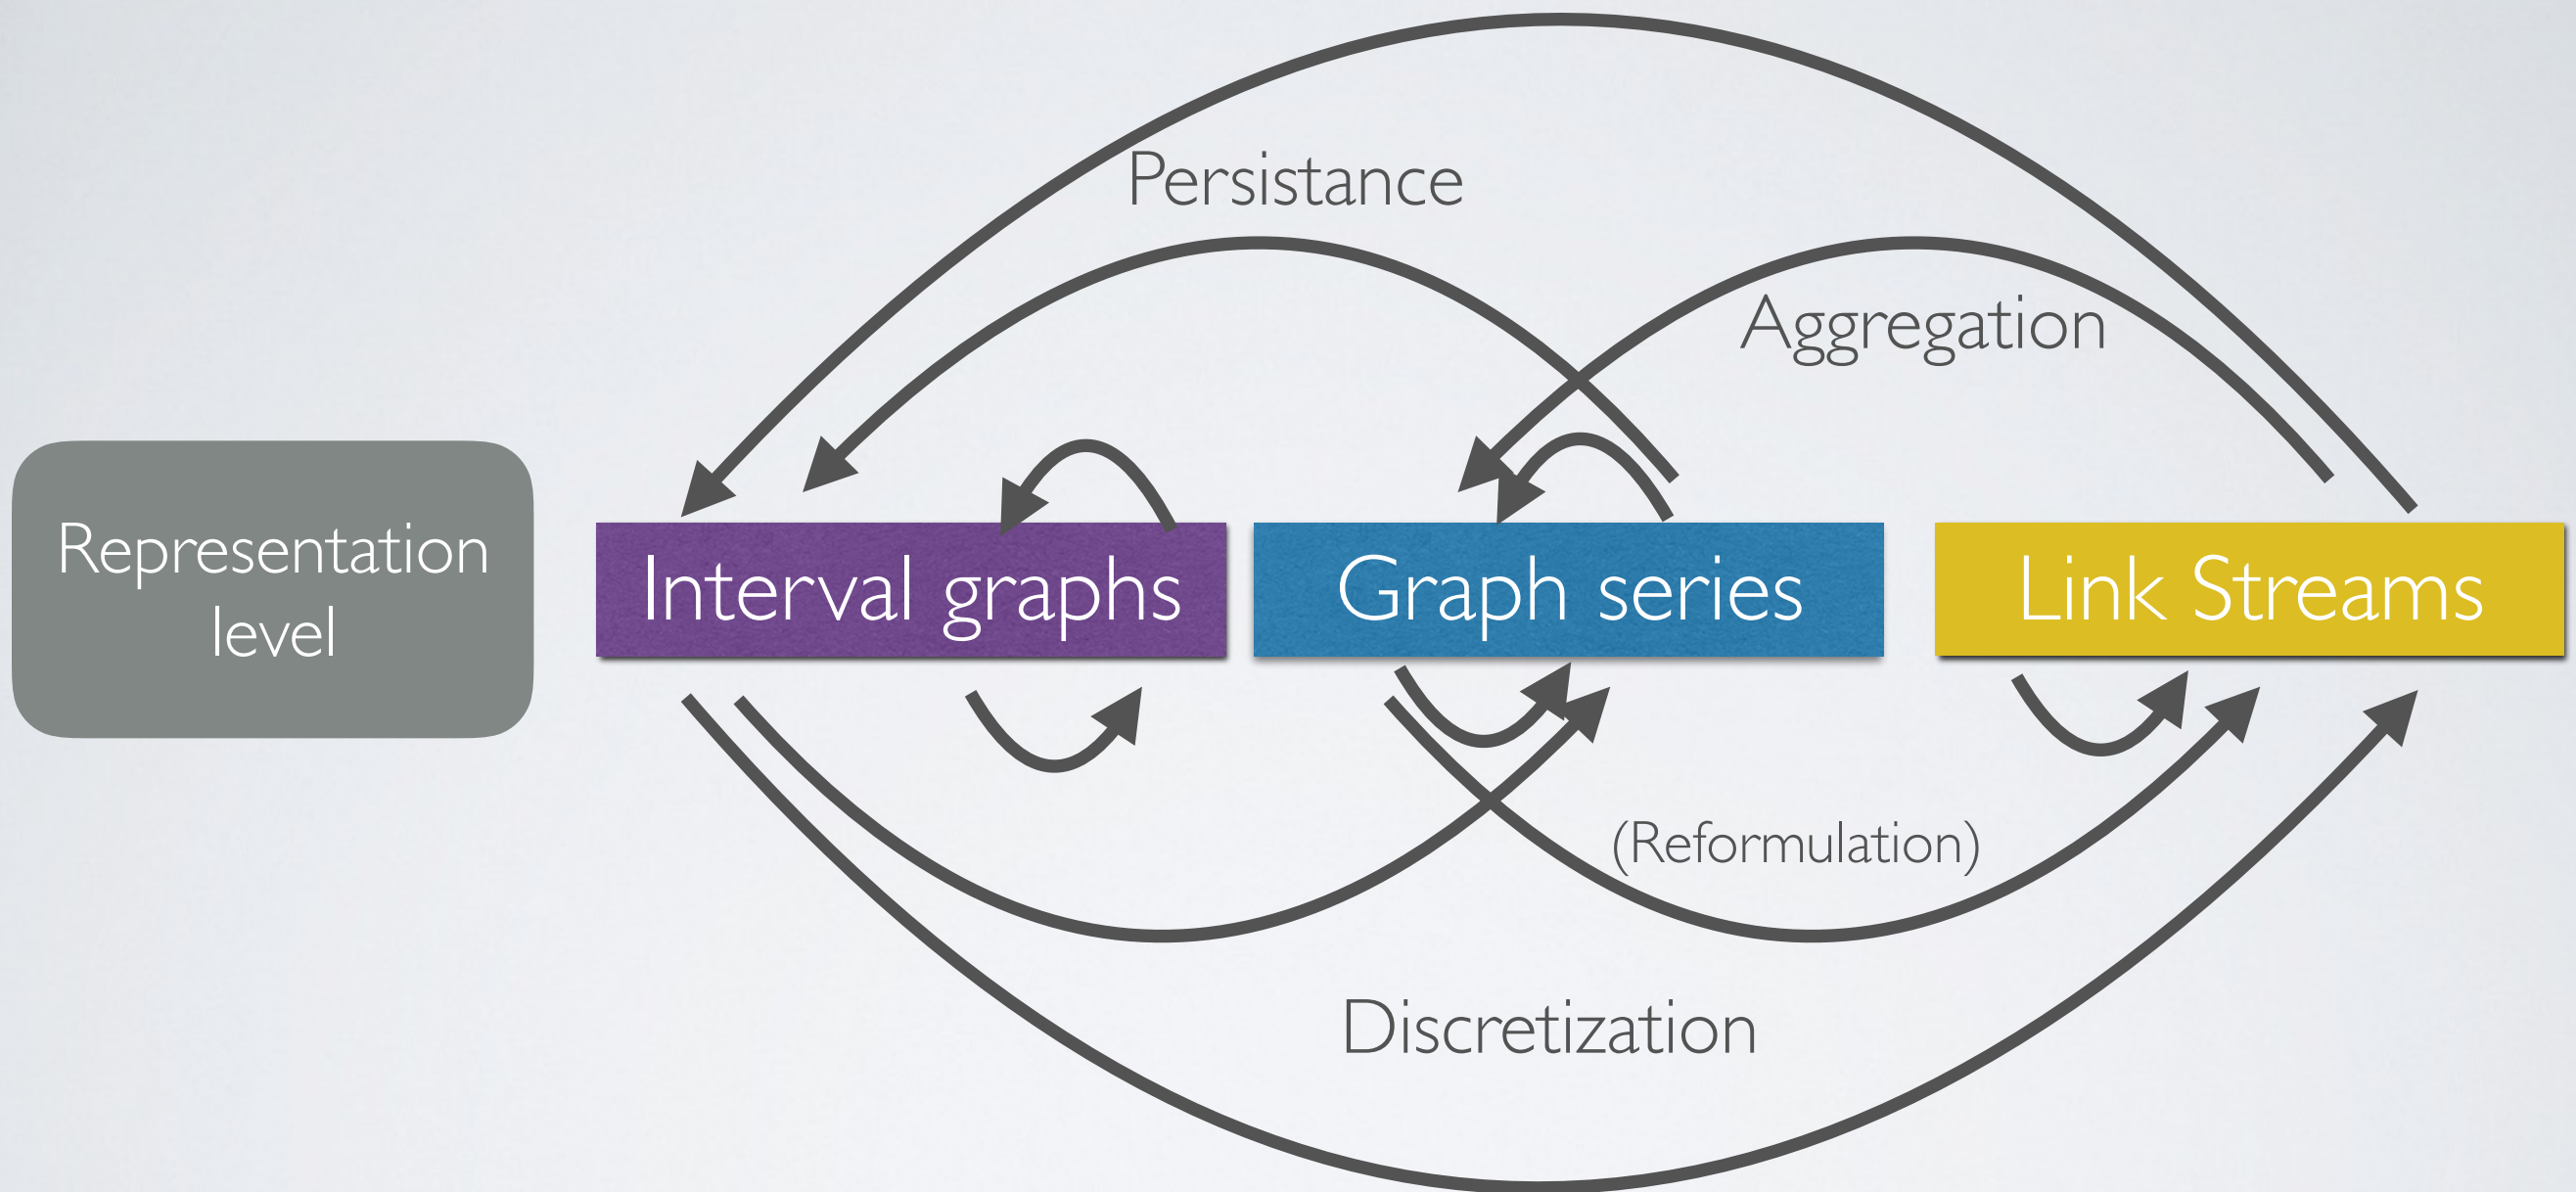 Persistance
Aggregation
Representation
level
Interval graphs
Graph series
Link Streams
(Reformulation)
Discretization